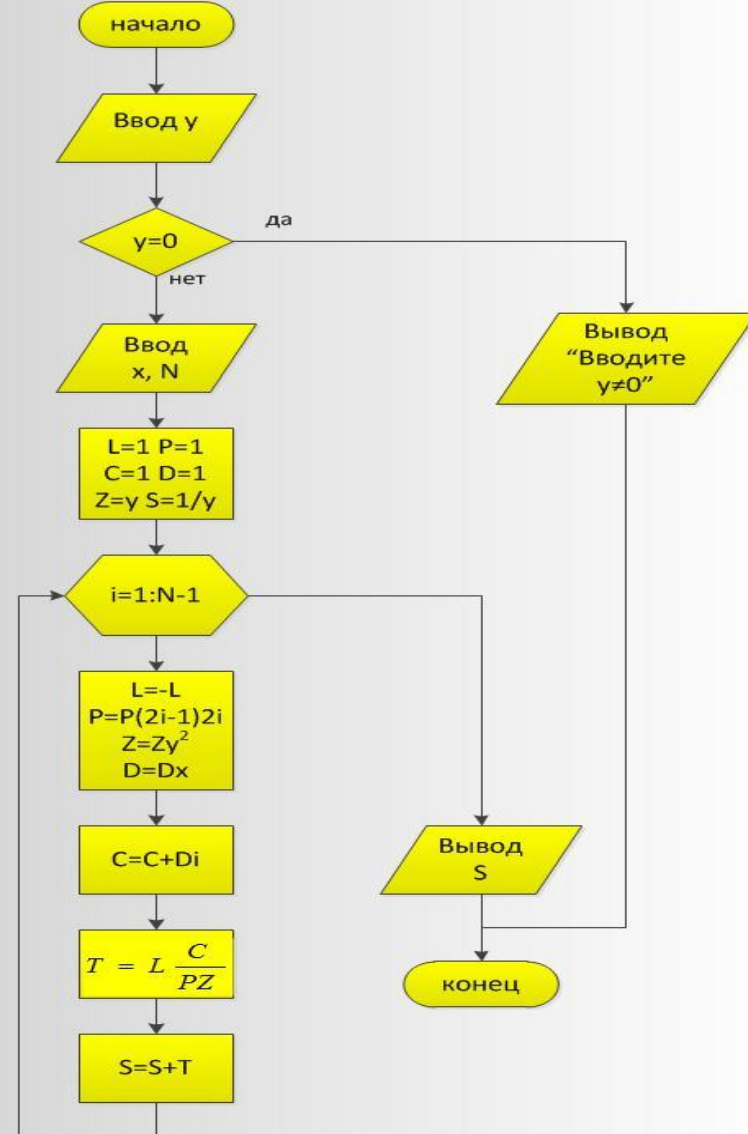 начало
Ввод y
y=0
да
нет
Ввод
x, N
Вывод
“Вводите
y≠0”
L=1 P=1
C=1 D=1
Z=y S=1/y
i=1:N-1
L=-L
P=P(2i-1)2i
Z=Zy²
D=Dx
C=C+Di
T = L C/PZ
S=S+T
Вывод
S
конец